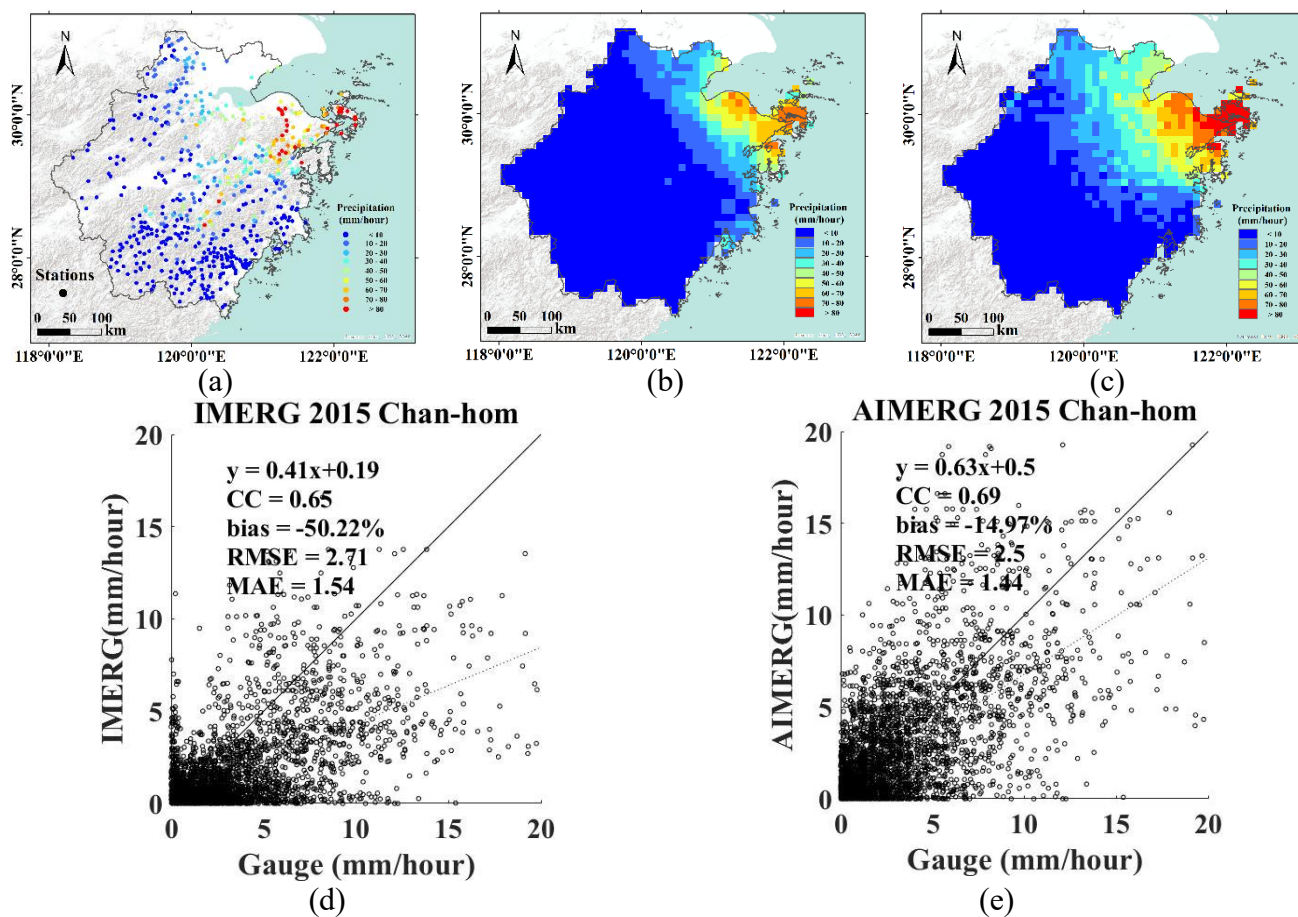 N
30°0'0"N
28°0'0"N
Precipitation
(mm/hour)
< 10
10 - 20
20 - 30
30 - 40
40 - 50
50 - 60
60 - 70
70 - 80
> 80
Stations
0 50 100
km
118°0'0"E 120°0'0"E 122°0'0"E
(a)
N
30°0'0"N
28°0'0"N
Precipitation
(mm/hour)
< 10
10 - 20
20 - 30
30 - 40
40 - 50
50 - 60
60 - 70
70 - 80
> 80
0 50 100
km
118°0'0"E 120°0'0"E 122°0'0"E
(b)
N
30°0'0"N
28°0'0"N
Precipitation
(mm/hour)
< 10
10 - 20
20 - 30
30 - 40
40 - 50
50 - 60
60 - 70
70 - 80
> 80
0 50 100
km
118°0'0"E 120°0'0"E 122°0'0"E
(c)
IMERG 2015 Chan-hom
y = 0.41x+0.19
CC = 0.65
bias = -50.22%
RMSE = 2.71
MAE = 1.54
IMERG(mm/hour)
20
15
10
5
0
0 5 10 15 20
Gauge (mm/hour)
(d)
AIMERG 2015 Chan-hom
y = 0.63x+0.5
CC = 0.69
bias = -14.97%
RMSE = 2.5
MAE = 1.44
AIMERG(mm/hour)
20
15
10
5
0
0 5 10 15 20
Gauge (mm/hour)
(e)